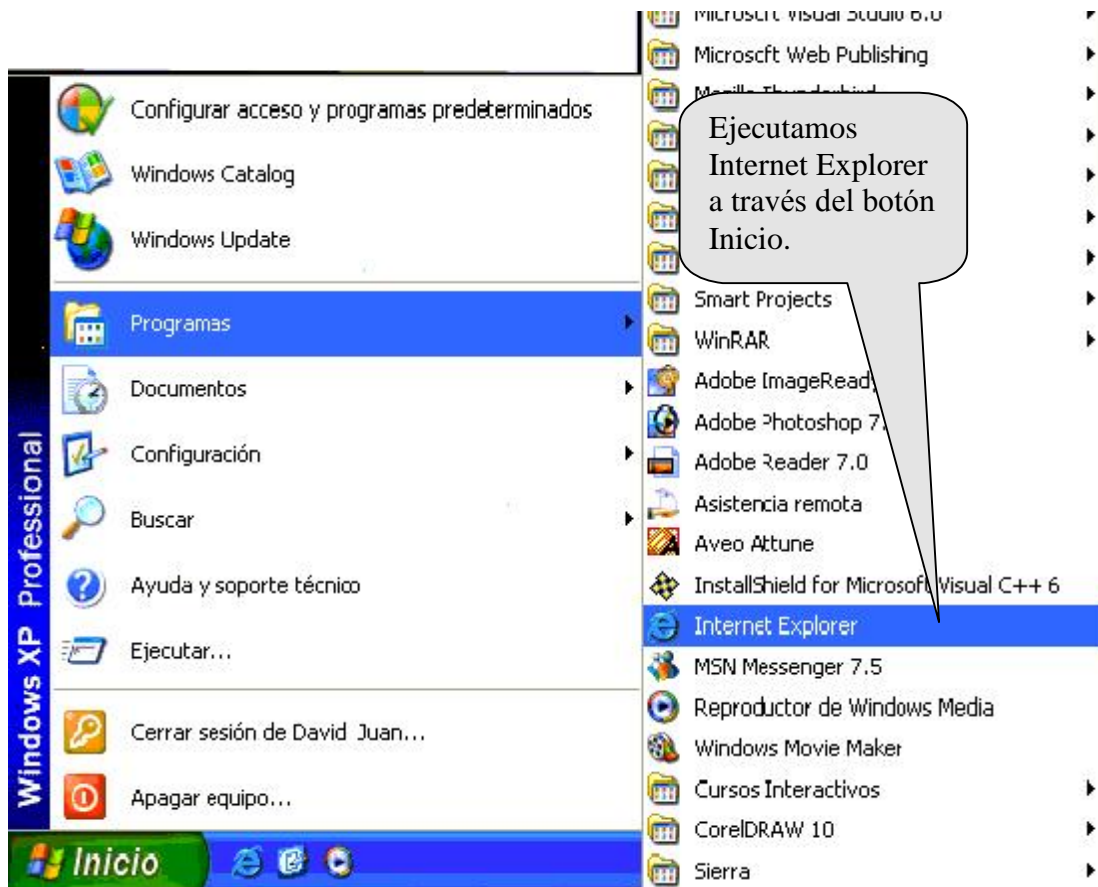 Configurar acceso y programas predeterminados
Windows Catalog
Windows Update
Programas
Documentos
Configuración
Buscar
Ayuda y soporte técnico
Ejecutar...
Cerrar sesión de David Juan...
Apagar equipo...
Windows XP Professional
Inicio
Microsoft Visual Studio 6.0
Microsoft Web Publishing
Mozilla Thunderbird
Ejecutamos
Internet Explorer
a través del botón
Inicio.
Smart Projects
WinRAR
Adobe ImageReady
Adobe Photoshop 7.
Adobe Reader 7.0
Asistencia remota
Aveo Attune
InstallShield for Microsoft Visual C++ 6
Internet Explorer
MSN Messenger 7.5
Reproductor de Windows Media
Windows Movie Maker
Cursos Interactivos
CorelDRAW 10
Sierra